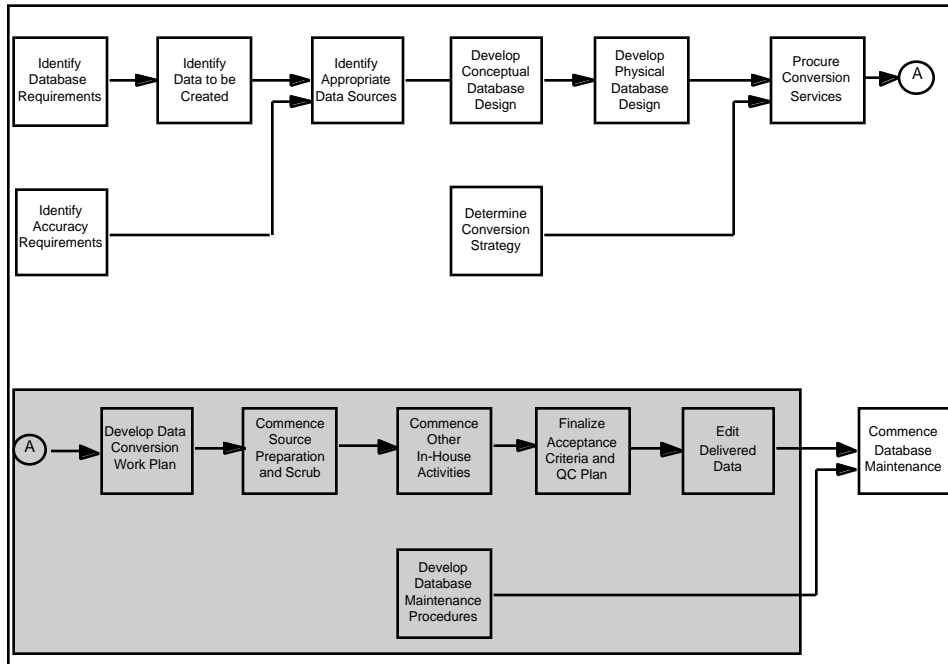 Identify
Database
Requirements
Identify
Data to be
Created
Identify
Appropriate
Data Sources
Develop
Conceptual
Database
Design
Develop
Physical
Database
Design
Procure
Conversion
Services
A
Identify
Accuracy
Requirements
Determine
Conversion
Strategy
A
Develop Data
Conversion
Work Plan
Commence
Source
Preparation
and Scrub
Commence
Other
In-House
Activities
Finalize
Acceptance
Criteria and
QC Plan
Edit
Delivered
Data
Commence
Database
Maintenance
Develop
Database
Maintenance
Procedures